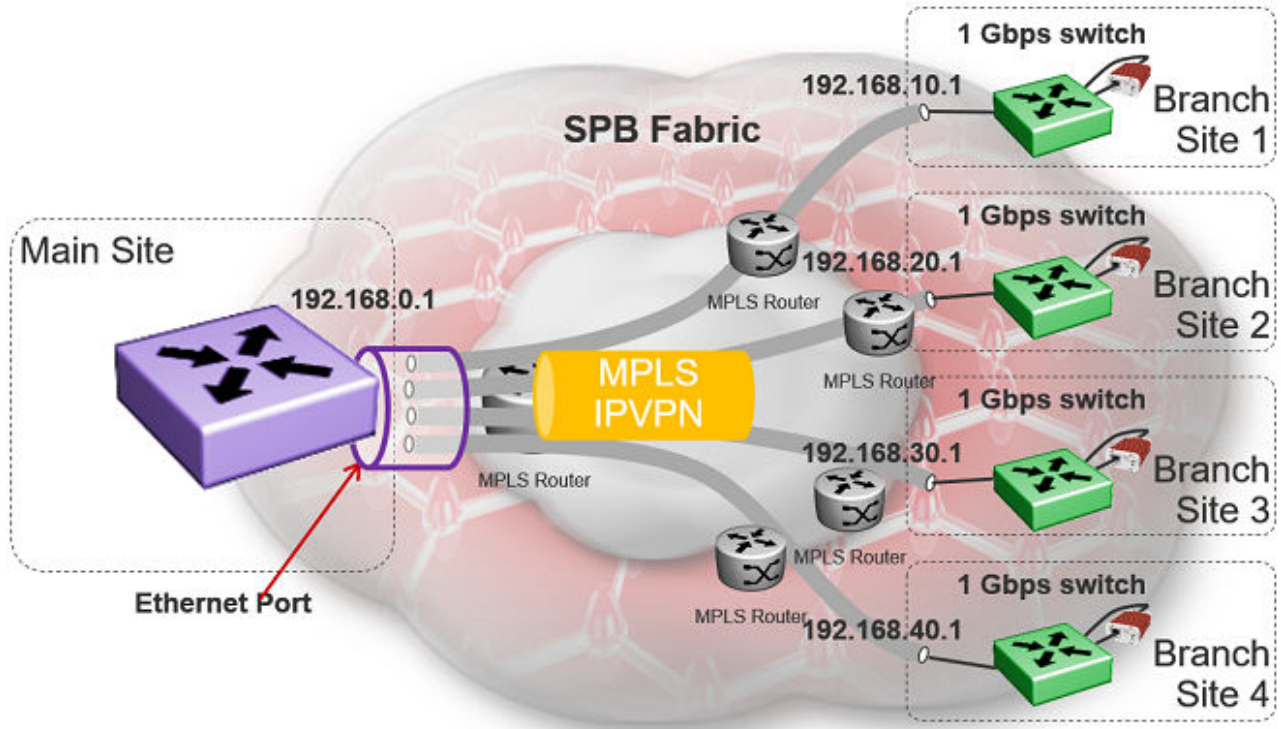 1 Gbps switch
192.168.10.1
Branch
Site 1
SPB Fabric
1 Gbps switch
Main Site
192.168.20.1
Branch
Site 2
192.168.0.1
MPLS Router
MPLS
IPVPN
MPLS Router
1 Gbps switch
192.168.30.1
Branch
Site 3
MPLS Router
MPLS Router
1 Gbps switch
Ethernet Port
MPLS Router
192.168.40.1
Branch
Site 4